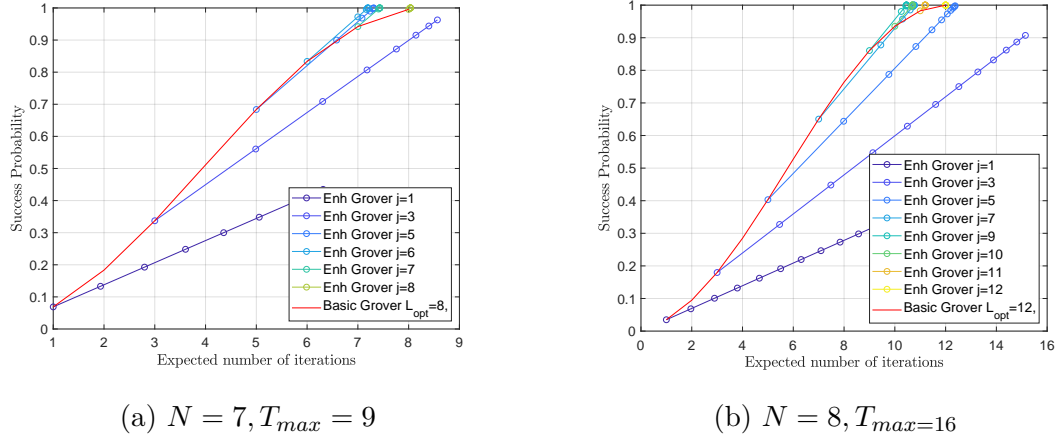 1
0.9
0.8
0.7
0.6
0.5
0.4
0.3
0.2
0.1
0
Success Probability
1 2 3 4 5 6 7 8 9
Expected number of iterations
Enh Grover j=1
Enh Grover j=3
Enh Grover j=5
Enh Grover j=6
Enh Grover j=7
Enh Grover j=8
Basic Grover L_opt=8,
(a) N = 7, T_max = 9
1
0.9
0.8
0.7
0.6
0.5
0.4
0.3
0.2
0.1
0
Success Probability
0 2 4 6 8 10 12 14 16
Expected number of iterations
Enh Grover j=1
Enh Grover j=3
Enh Grover j=5
Enh Grover j=7
Enh Grover j=9
Enh Grover j=10
Enh Grover j=11
Enh Grover j=12
Basic Grover L_opt=12,
(b) N = 8, T_max=16